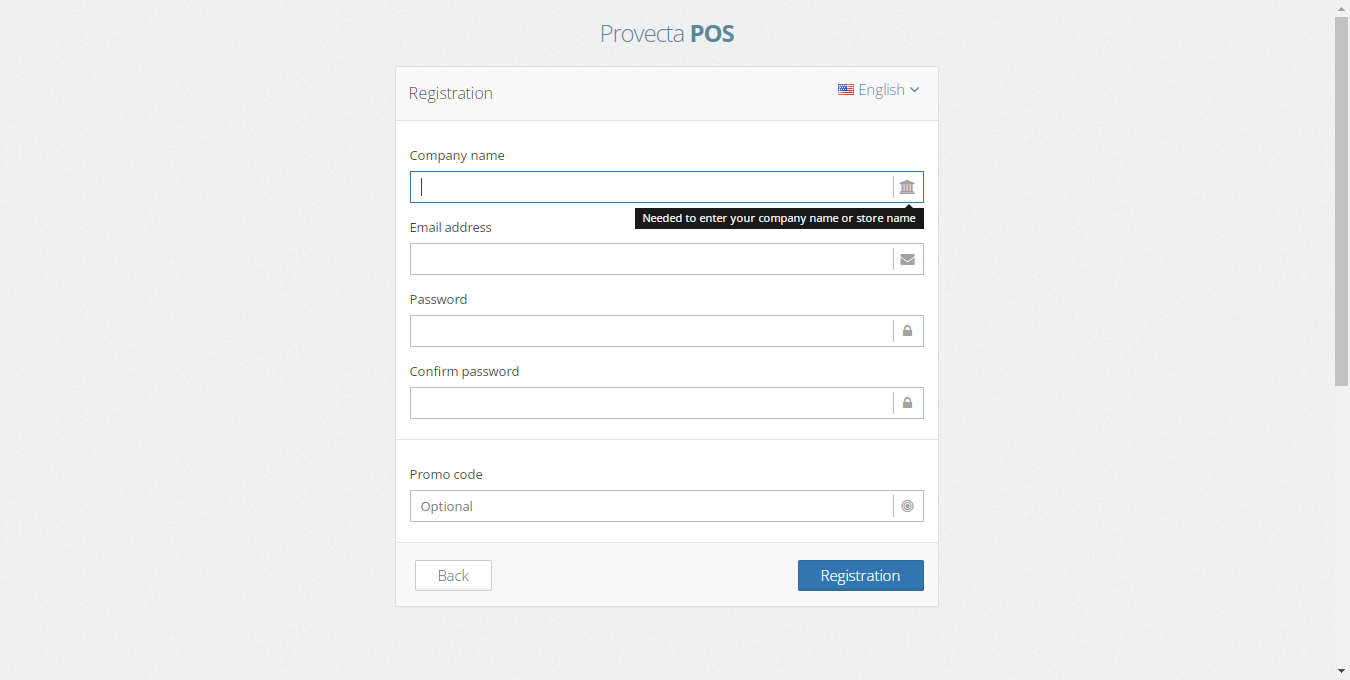 Provecta POS
Registration
English
Company name
Needed to enter your company name or store name
Email address
Password
Confirm password
Promo code
Optional
Back
Registration